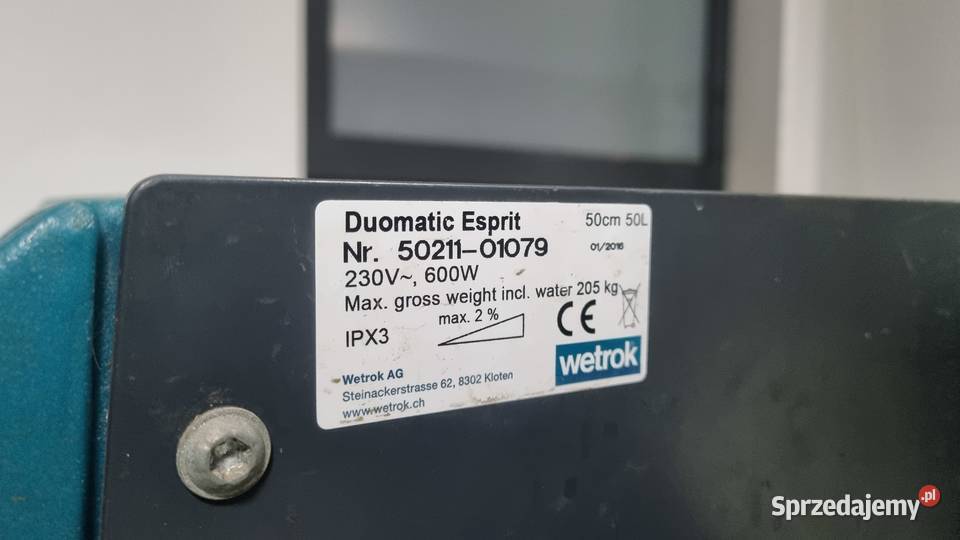 Duomatic Esprit 50cm 50L
Nr. 50211-01079 01/2016
230V~, 600W
Max. gross weight incl. water 205 kg
max. 2 %
IPX3
CE
wetrok
Wetrok AG
Steinackerstrasse 62, 8302 Kloten
www.wetrok.ch
Sprzedajemy.pl